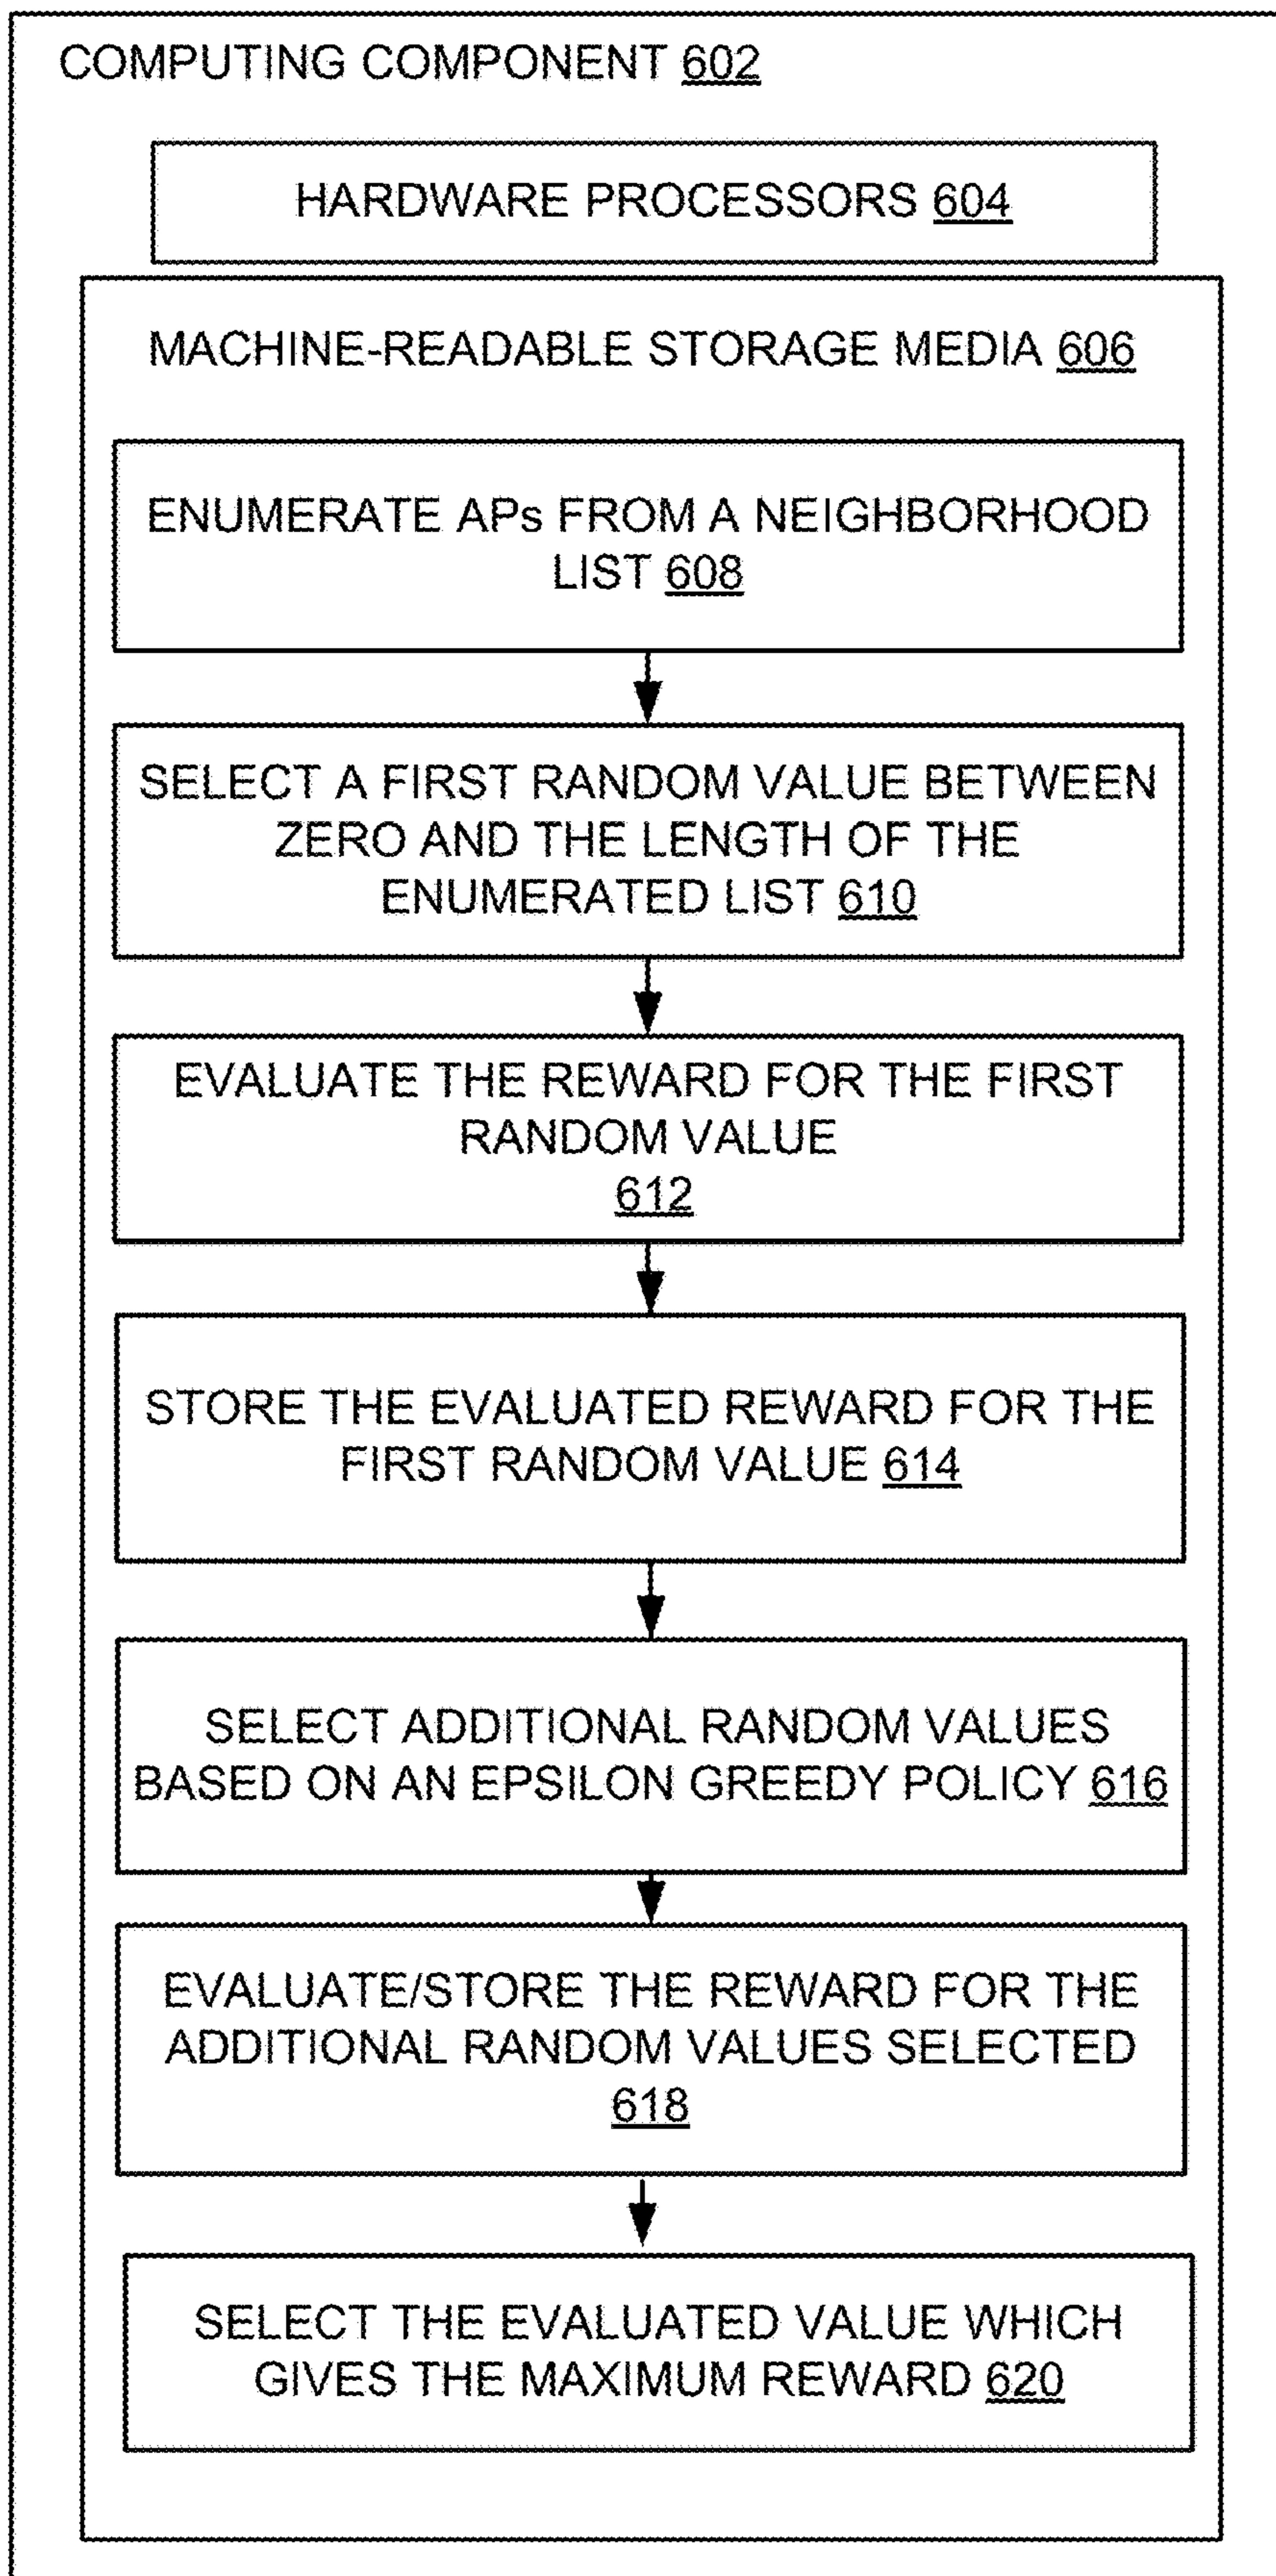 COMPUTING COMPONENT 602
HARDWARE PROCESSORS 604
MACHINE-READABLE STORAGE MEDIA 606
ENUMERATE APs FROM A NEIGHBORHOOD
LIST 608
SELECT A FIRST RANDOM VALUE BETWEEN
ZERO AND THE LENGTH OF THE
ENUMERATED LIST 610
EVALUATE THE REWARD FOR THE FIRST
RANDOM VALUE
612
STORE THE EVALUATED REWARD FOR THE
FIRST RANDOM VALUE 614
SELECT ADDITIONAL RANDOM VALUES
BASED ON AN EPSILON GREEDY POLICY 616
EVALUATE/STORE THE REWARD FOR THE
ADDITIONAL RANDOM VALUES SELECTED
618
SELECT THE EVALUATED VALUE WHICH
GIVES THE MAXIMUM REWARD 620